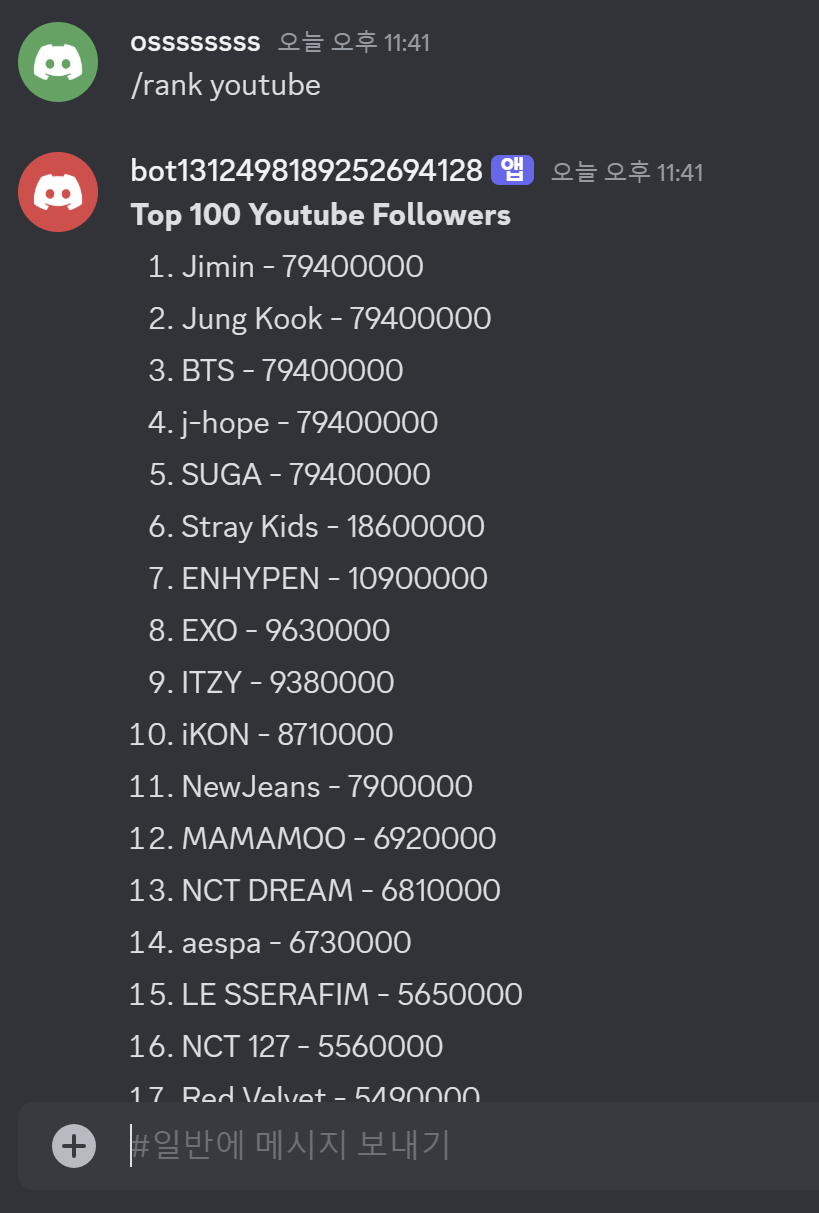 ossssssss 오늘 오후 11:41
/rank youtube
bot1312498189252694128 앱 오늘 오후 11:41
Top 100 Youtube Followers
1. Jimin - 79400000
2. Jung Kook - 79400000
3. BTS - 79400000
4. j-hope - 79400000
5. SUGA - 79400000
6. Stray Kids - 18600000
7. ENHYPEN - 10900000
8. EXO - 9630000
9. ITZY - 9380000
10. iKON - 8710000
11. NewJeans - 7900000
12. MAMAMOO - 6920000
13. NCT DREAM - 6810000
14. aespa - 6730000
15. LE SSERAFIM - 5650000
16. NCT 127 - 5560000
17. Red Velvet - 5490000
#일반에 메시지 보내기